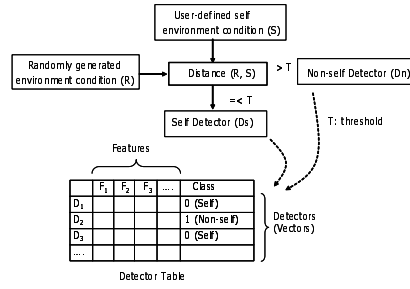 User-defined self
environment condition (S)
Randomly generated
environment condition (R)
Distance (R, S)
> T
Non-self Detector (Dn)
=< T
T: threshold
Self Detector (Ds)
Features
F1 F2 F3 .... Class
D1 0 (Self)
D2 1 (Non-self)
D3 0 (Self)
....
Detectors
(Vectors)
Detector Table